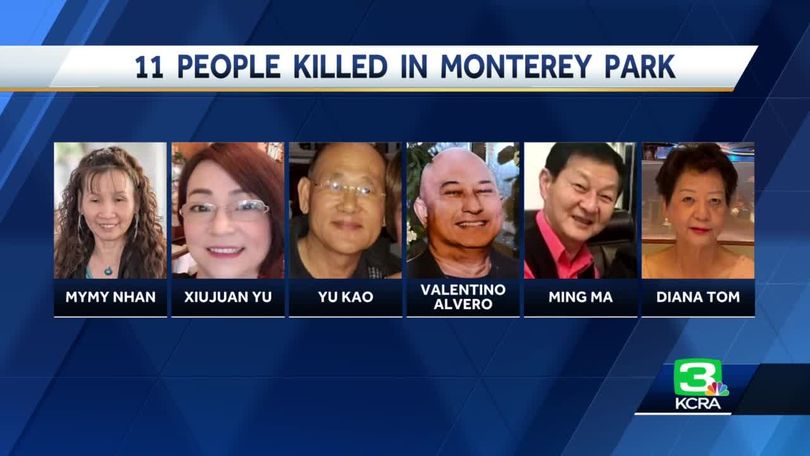 11 PEOPLE KILLED IN MONTEREY PARK
MYMY NHAN
XIUJUAN YU
YU KAO
VALENTINO
ALVERO
MING MA
DIANA TOM
3
KCRA